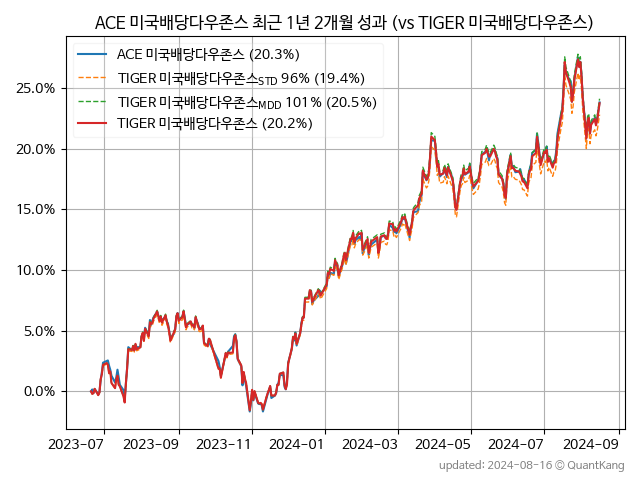 ACE 미국배당다우존스 최근 1년 2개월 성과 (vs TIGER 미국배당다우존스)
ACE 미국배당다우존스 (20.3%)
TIGER 미국배당다우존스STD 96% (19.4%)
TIGER 미국배당다우존스MDD 101% (20.5%)
TIGER 미국배당다우존스 (20.2%)
25.0%
20.0%
15.0%
10.0%
5.0%
0.0%
2023-07 2023-09 2023-11 2024-01 2024-03 2024-05 2024-07 2024-09
updated: 2024-08-16 © QuantKang